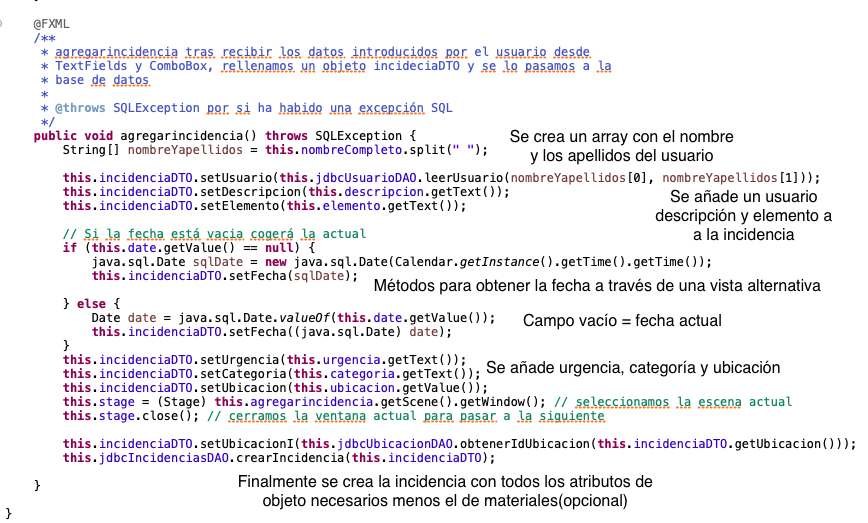 @FXML
/**
* agregarincidencia tras recibir los datos introducidos por el usuario desde
* TextFields y ComboBox, rellenamos un objeto incideciaDTO y se lo pasamos a la
* base de datos
*
* @throws SQLException por si ha habido una excepción SQL
*/
public void agregarincidencia() throws SQLException {
Se crea un array con el nombre
String[] nombreYapellidos = this.nombreCompleto.split(" ");
y los apellidos del usuario
this.incidenciaDTO.setUsuario(this.jdbcUsuarioDAO.leerUsuario(nombreYapellidos[0], nombreYapellidos[1]));
this.incidenciaDTO.setDescripcion(this.descripcion.getText());
Se añade un usuario
this.incidenciaDTO.setElemento(this.elemento.getText());
descripción y elemento a
a la incidencia
// Si la fecha está vacia cogerá la actual
if (this.date.getValue() == null) {
java.sql.Date sqlDate = new java.sql.Date(Calendar.getInstance().getTime().getTime());
this.incidenciaDTO.setFecha(sqlDate);
Métodos para obtener la fecha a través de una vista alternativa
} else {
Date date = java.sql.Date.valueOf(this.date.getValue());
Campo vacío = fecha actual
this.incidenciaDTO.setFecha((java.sql.Date) date);
}
this.incidenciaDTO.setUrgencia(this.urgencia.getText());
this.incidenciaDTO.setCategoria(this.categoria.getText());
Se añade urgencia, categoría y ubicación
this.incidenciaDTO.setUbicacion(this.ubicacion.getValue());
this.stage = (Stage) this.agregarincidencia.getScene().getWindow(); // seleccionamos la escena actual
this.stage.close(); // cerramos la ventana actual para pasar a la siguiente
this.incidenciaDTO.setUbicacionI(this.jdbcUbicacionDAO.obtenerIdUbicacion(this.incidenciaDTO.getUbicacion()));
this.jdbcIncidenciasDAO.crearIncidencia(this.incidenciaDTO);
Finalmente se crea la incidencia con todos los atributos de
objeto necesarios menos el de materiales(opcional)
}
}